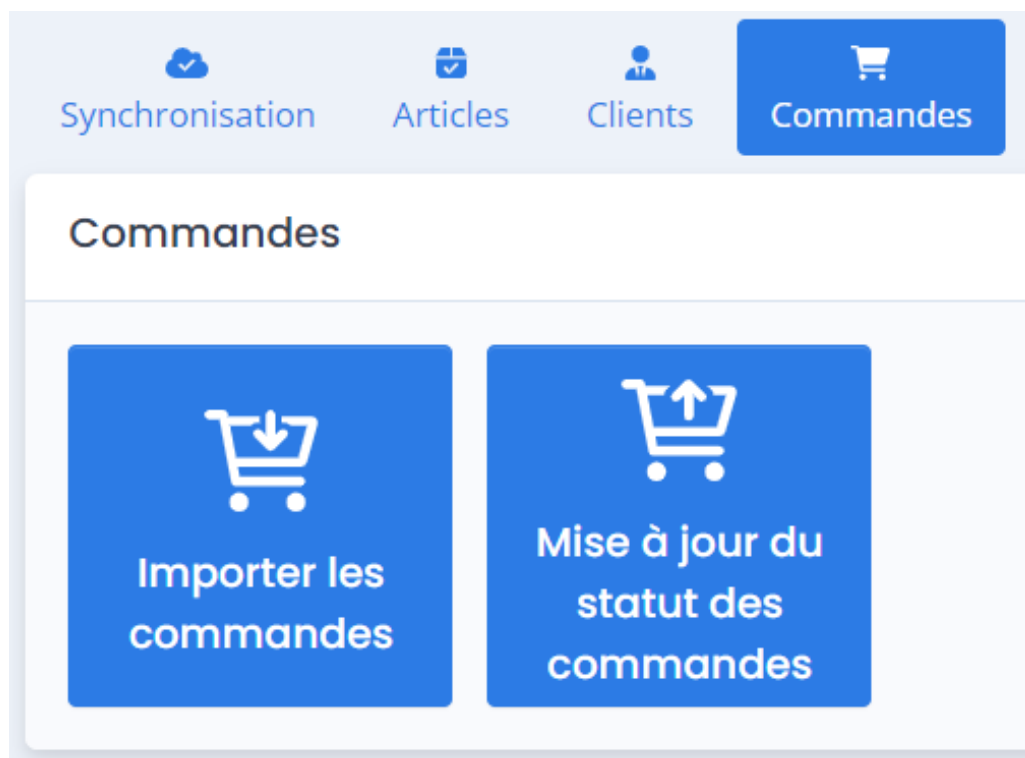 Synchronisation Articles Clients Commandes
Commandes
Importer les
commandes
Mise à jour du
statut des
commandes